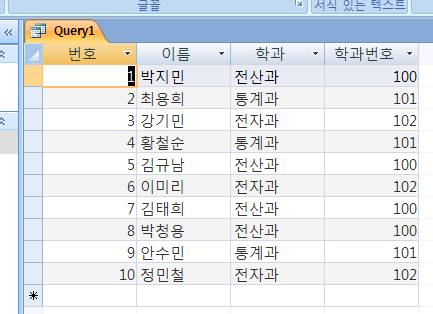 글꼴 서식 있는 텍스트
Query1
번호 이름 학과 학과번호
1 박지민 전산과 100
2 최용희 통계과 101
3 강기민 전자과 102
4 황철순 통계과 101
5 김규남 전산과 100
6 이미리 전자과 102
7 김태희 전산과 100
8 박청용 전산과 100
9 안수민 통계과 101
10 정민철 전자과 102